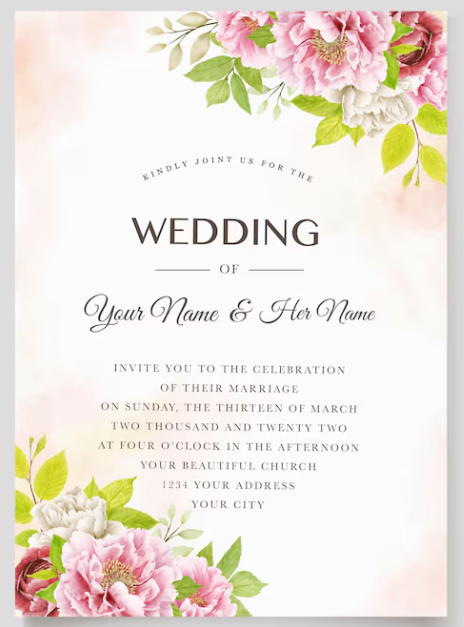 KINDLY JOINT US FOR THE
WEDDING
OF
Your Name & Her Name
INVITE YOU TO THE CELEBRATION
OF THEIR MARRIAGE
ON SUNDAY, THE THIRTEEN OF MARCH
TWO THOUSAND AND TWENTY TWO
AT FOUR O'CLOCK IN THE AFTERNOON
YOUR BEAUTIFUL CHURCH
1234 YOUR ADDRESS
YOUR CITY